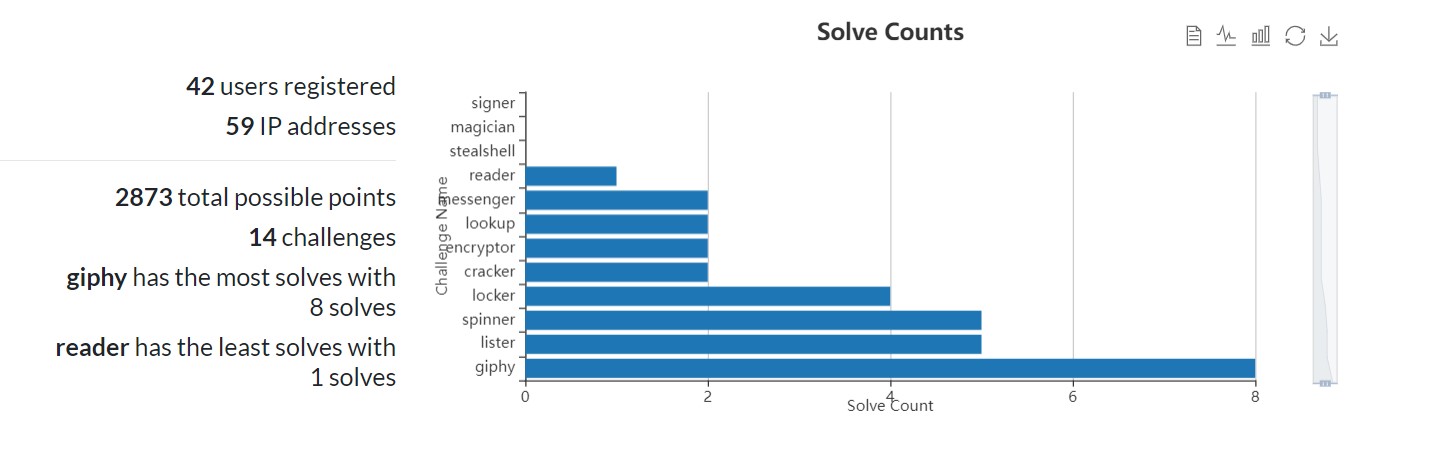 Solve Counts
42 users registered
59 IP addresses
2873 total possible points
14 challenges
giphy has the most solves with
8 solves
reader has the least solves with
1 solves
Challenge Name
signer
magician
stealshell
reader
messenger
lookup
encryptor
cracker
locker
spinner
lister
giphy
0 2 4 6 8
Solve Count